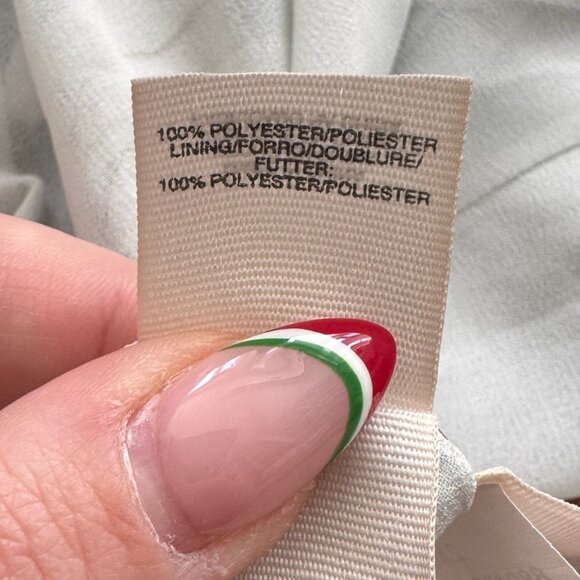 100% POLYESTER/POLIESTER
LINING/FORRO/DOUBLURE/
FUTTER:
100% POLYESTER/POLIESTER